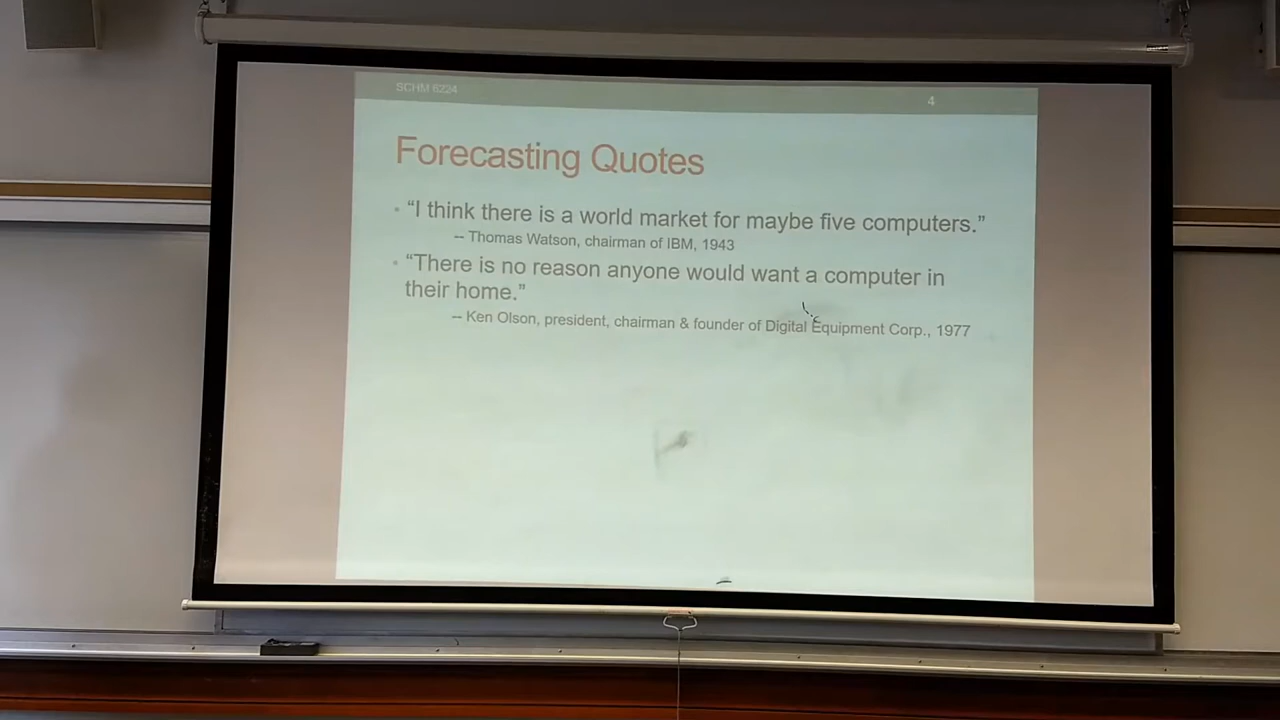 SCHM 6224
4
Forecasting Quotes
• “I think there is a world market for maybe five computers.”
-- Thomas Watson, chairman of IBM, 1943
• “There is no reason anyone would want a computer in
their home.”
-- Ken Olson, president, chairman & founder of Digital Equipment Corp., 1977